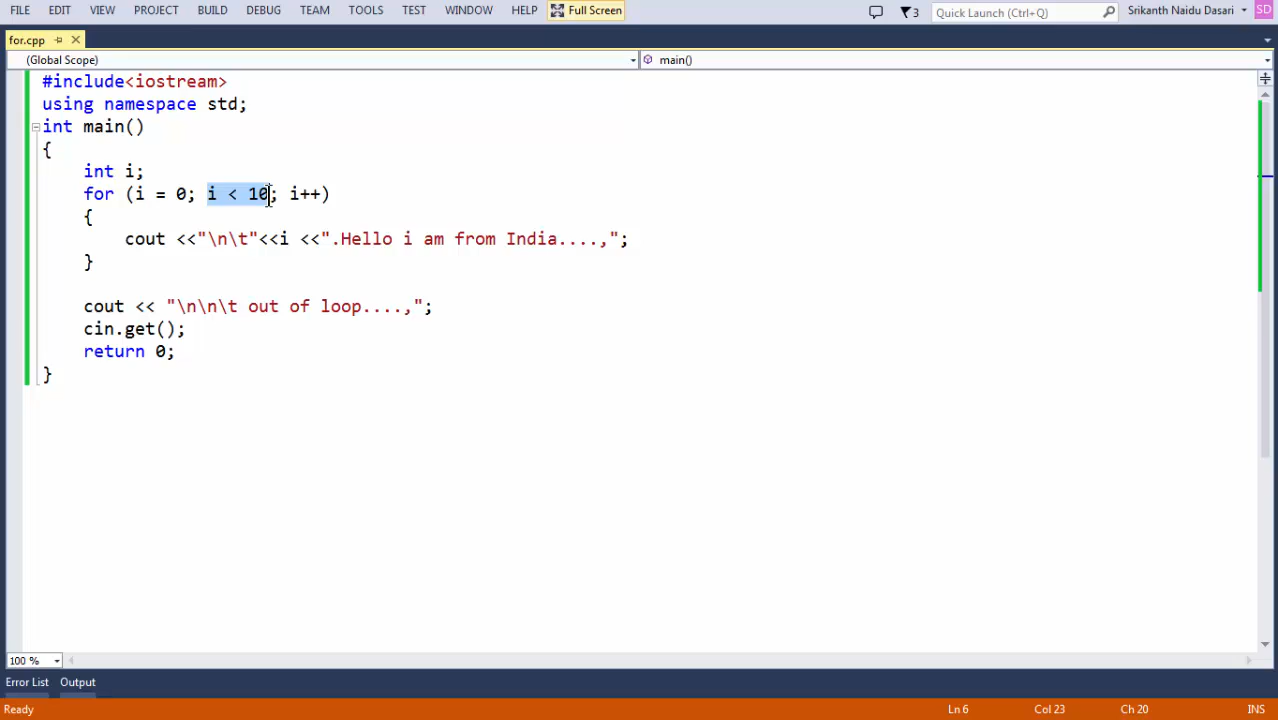 FILE EDIT VIEW PROJECT BUILD DEBUG TEAM TOOLS TEST WINDOW HELP Full Screen 3 Quick Launch (Ctrl+Q) Srikanth Naidu Dasari SD
for.cpp
(Global Scope) main()
#include<iostream>
using namespace std;
int main()
{
int i;
for (i = 0; i < 10; i++)
{
cout <<"\n\t"<<i <<".Hello i am from India....,";
}
cout << "\n\n\t out of loop....,";
cin.get();
return 0;
}
100 %
Error List Output
Ready Ln 6 Col 23 Ch 20 INS